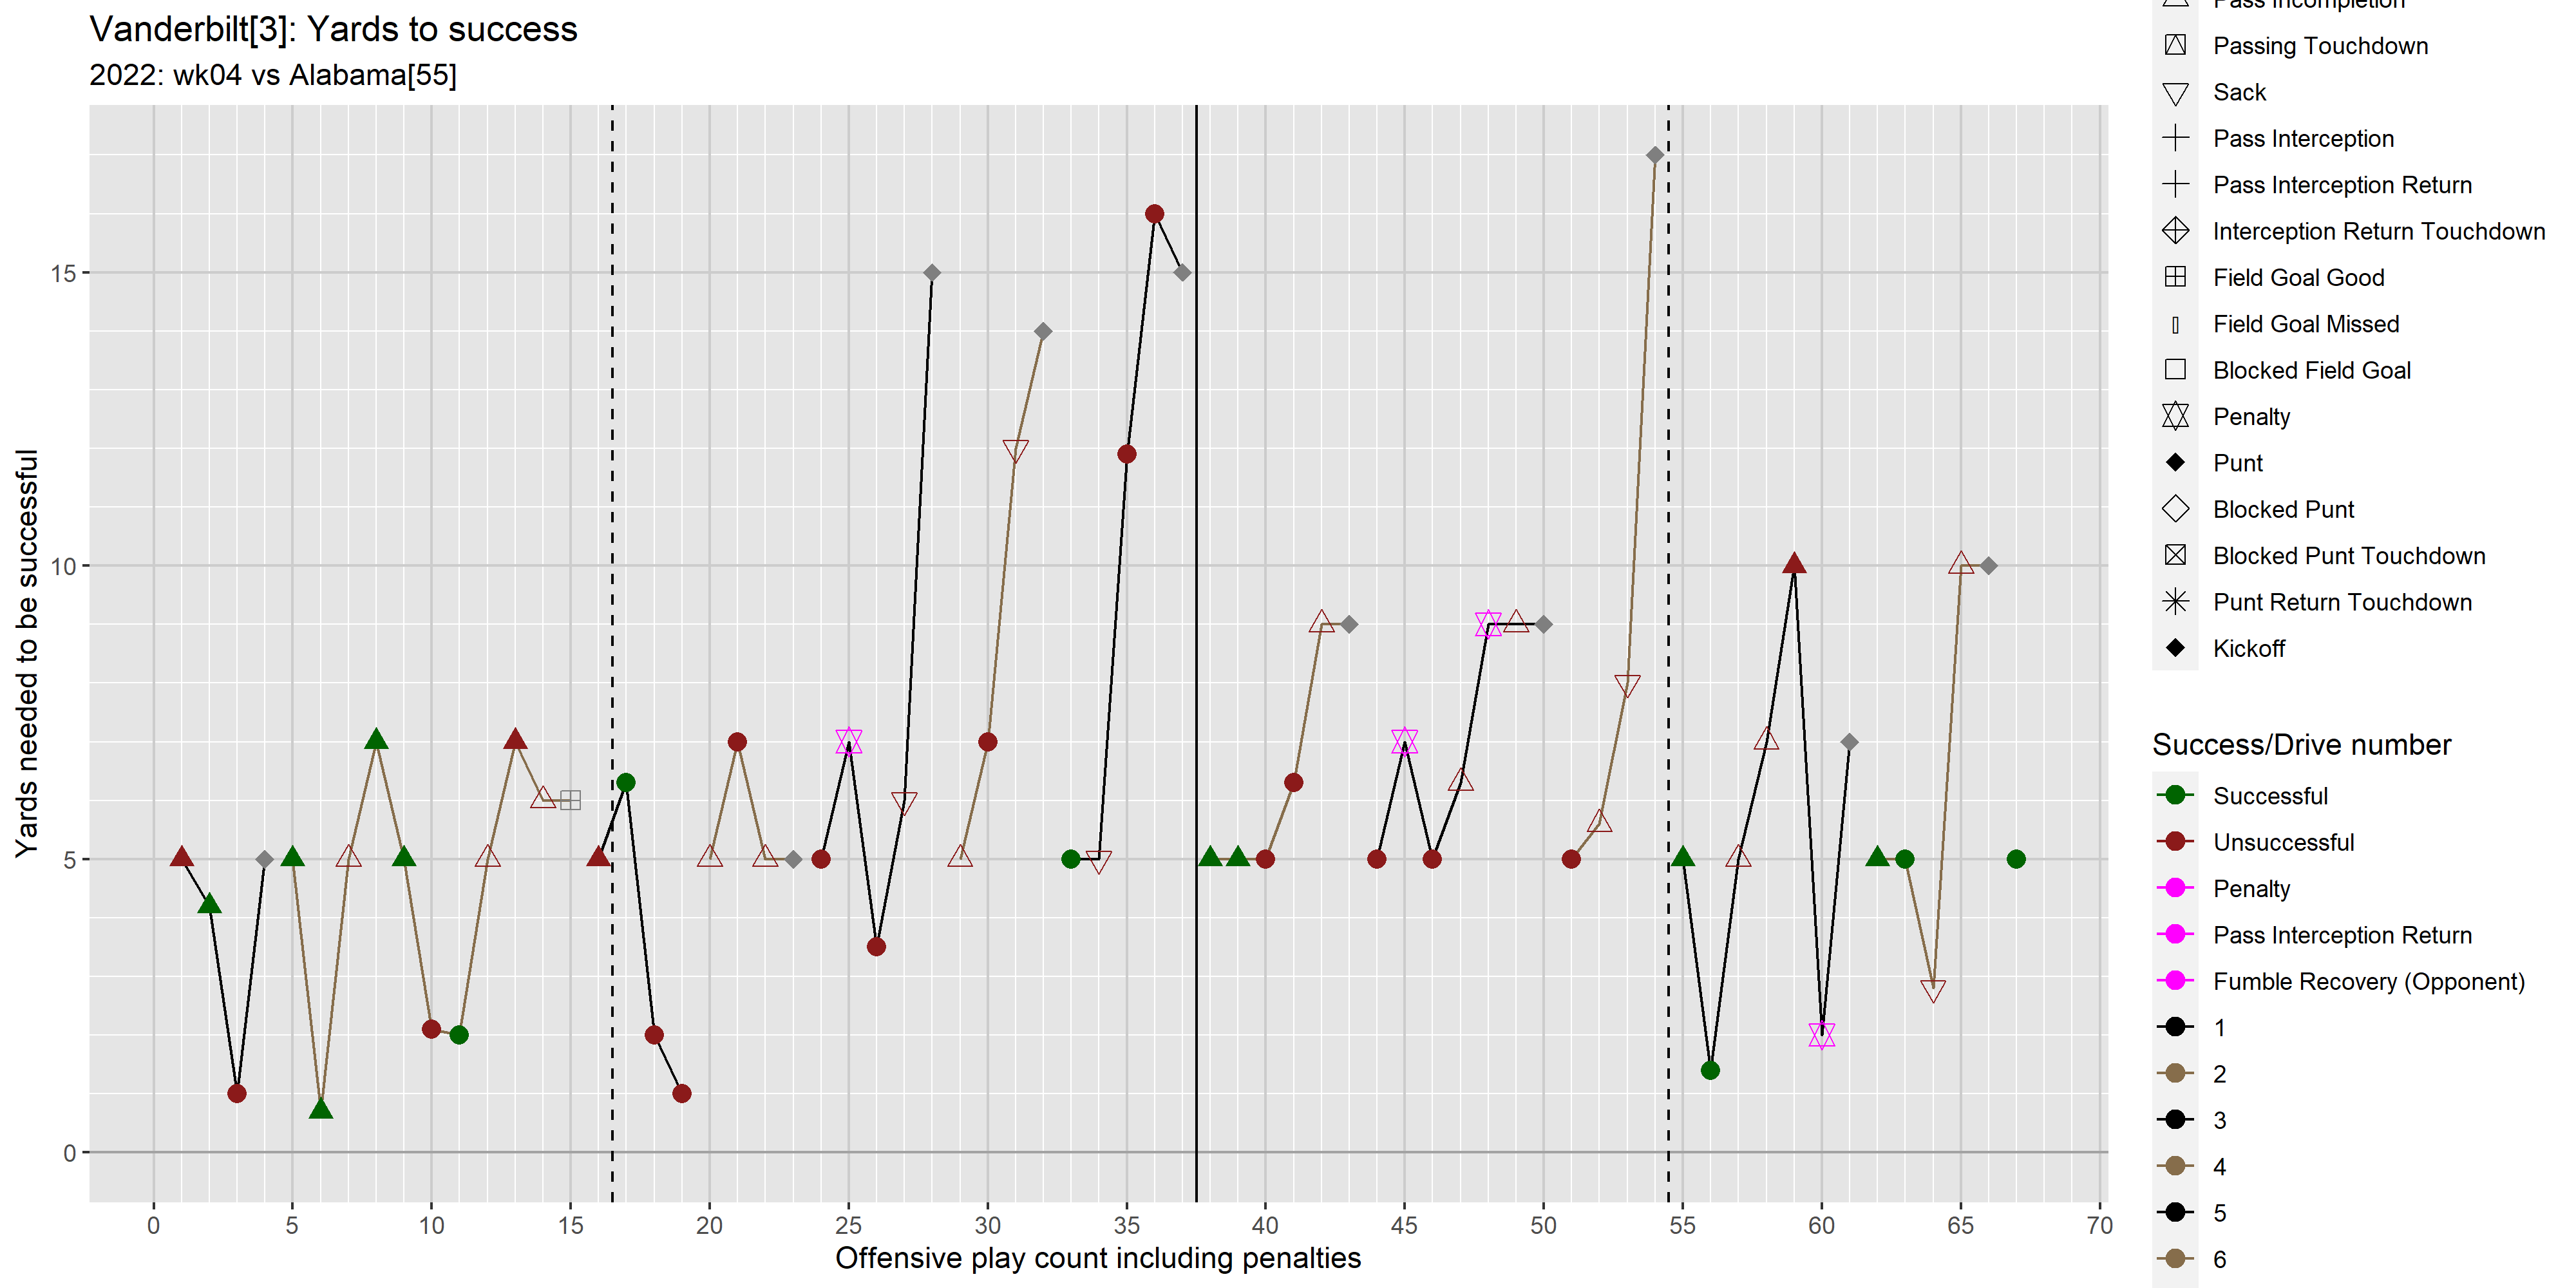 Vanderbilt[3]: Yards to success
2022: wk04 vs Alabama[55]
Yards needed to be successful
15
10
5
0
0 5 10 15 20 25 30 35 40 45 50 55 60 65 70
Offensive play count including penalties
Pass Incompletion
Passing Touchdown
Sack
Pass Interception
Pass Interception Return
Interception Return Touchdown
Field Goal Good
Field Goal Missed
Blocked Field Goal
Penalty
Punt
Blocked Punt
Blocked Punt Touchdown
Punt Return Touchdown
Kickoff
Success/Drive number
Successful
Unsuccessful
Penalty
Pass Interception Return
Fumble Recovery (Opponent)
1
2
3
4
5
6